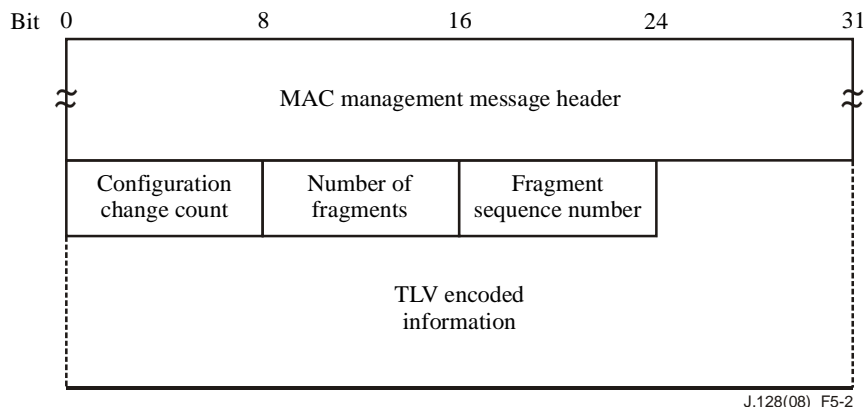 Bit 0 8 16 24 31
MAC management message header
Configuration
change count
Number of
fragments
Fragment
sequence number
TLV encoded
information
J.128(08)_F5-2